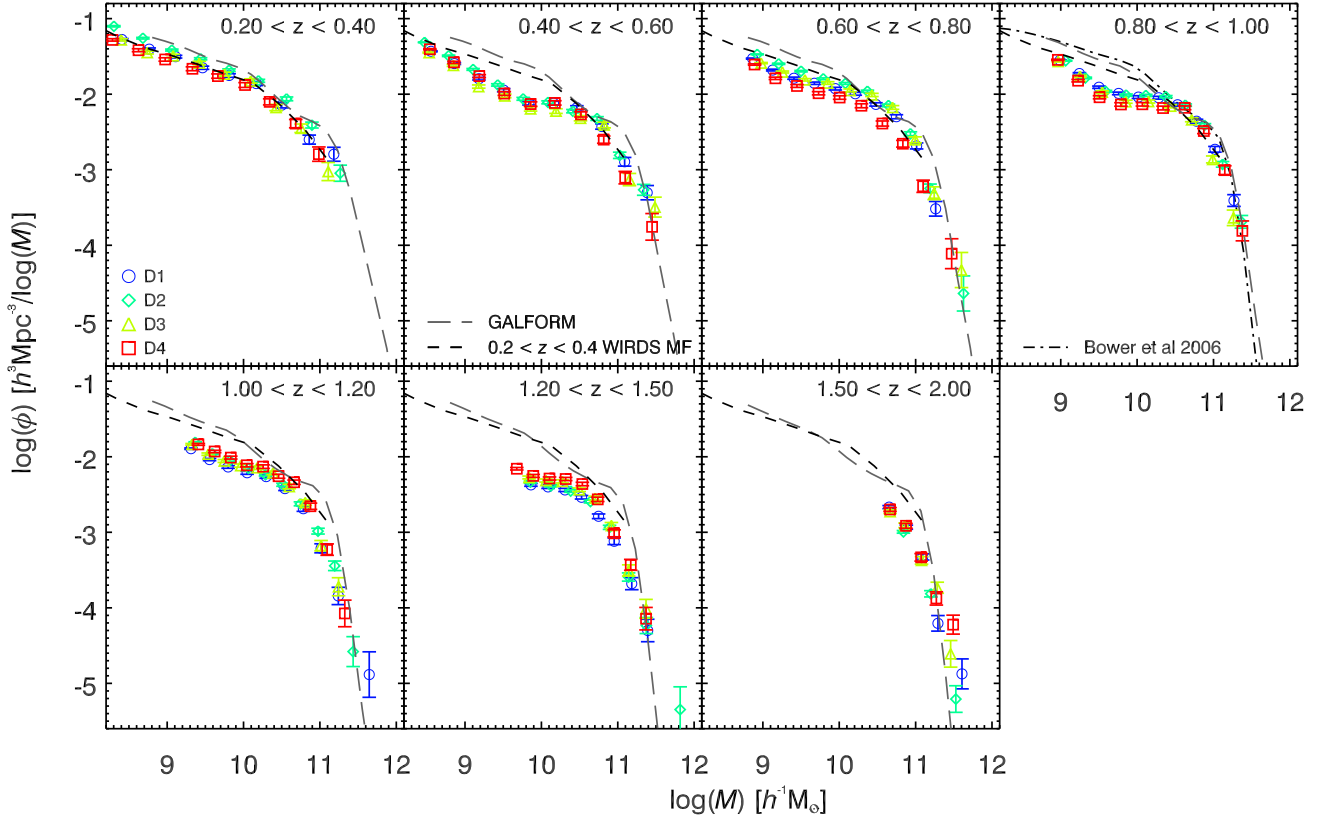 0.20 < z < 0.40
0.40 < z < 0.60
0.60 < z < 0.80
0.80 < z < 1.00
-1
-2
-3
-4
-5
D1
D2
D3
D4
GALFORM
0.2 < z < 0.4 WIRDS MF
Bower et al 2006
9 10 11 12
1.00 < z < 1.20
1.20 < z < 1.50
1.50 < z < 2.00
-1
-2
-3
-4
-5
9 10 11 12
9 10 11 12
9 10 11 12
log(M) [h⁻¹M☉]
log(ϕ) [h³Mpc⁻³/log(M)]